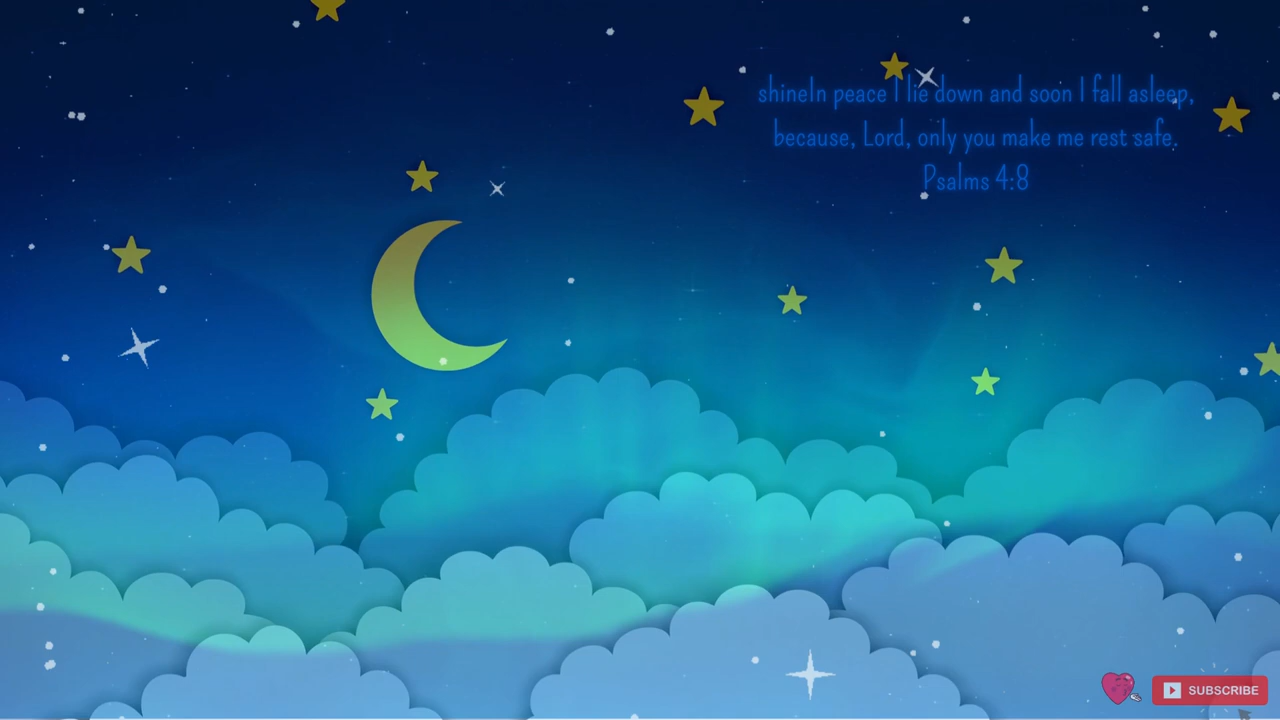 shineIn peace I lie down and soon I fall asleep,
because, Lord, only you make me rest safe.
Psalms 4:8
SUBSCRIBE